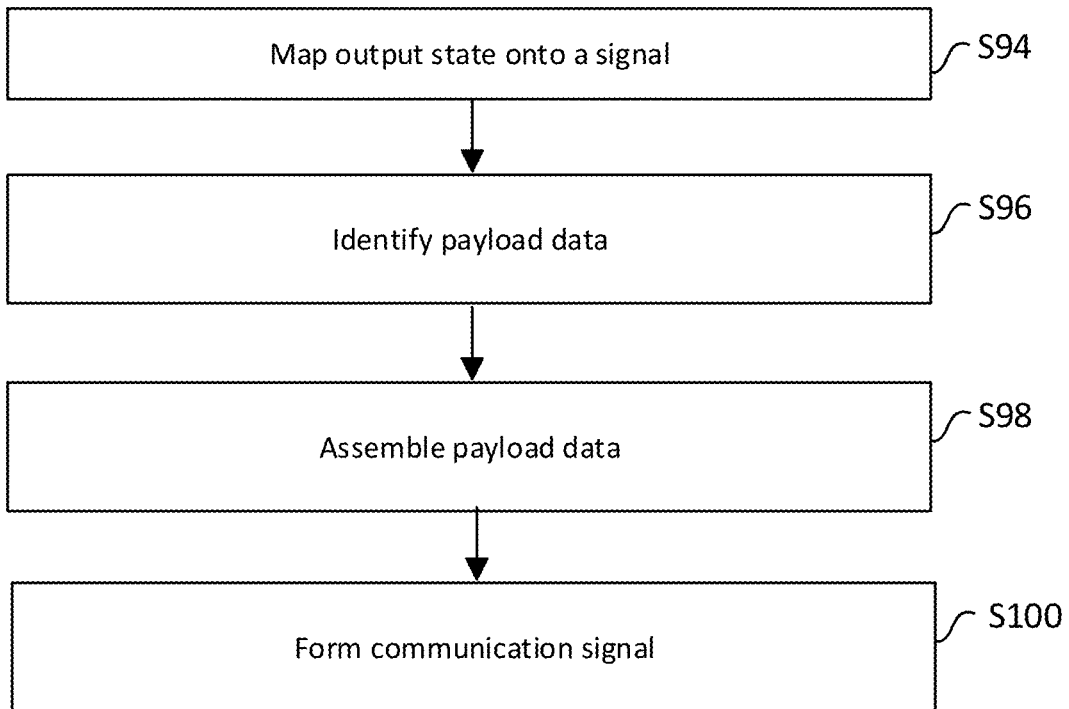 Map output state onto a signal
S94
Identify payload data
S96
Assemble payload data
S98
Form communication signal
S100